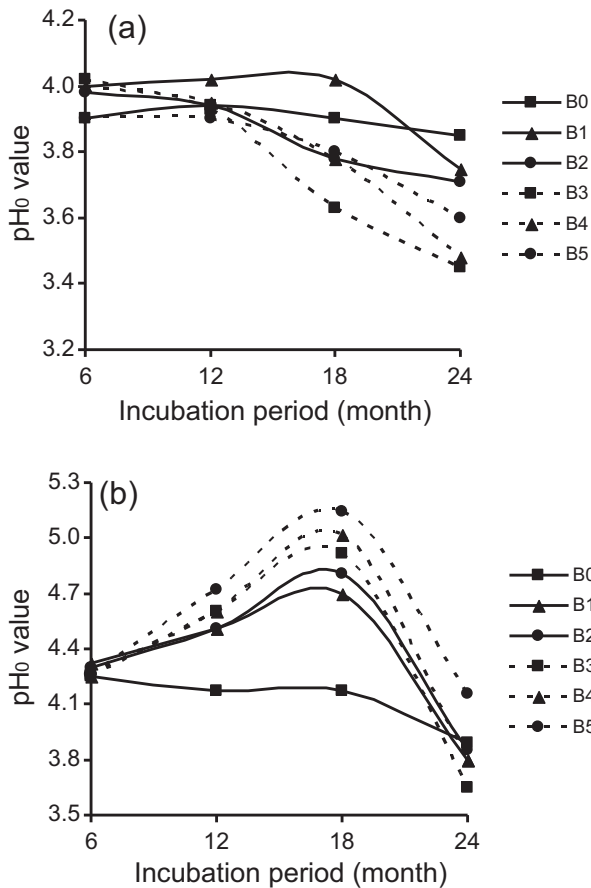 (a)
4.2
4.0
3.8
3.6
3.4
3.2
pH0 value
6 12 18 24
Incubation period (month)
B0
B1
B2
B3
B4
B5
(b)
5.3
5.0
4.7
4.4
4.1
3.8
3.5
pH0 value
6 12 18 24
Incubation period (month)
B0
B1
B2
B3
B4
B5